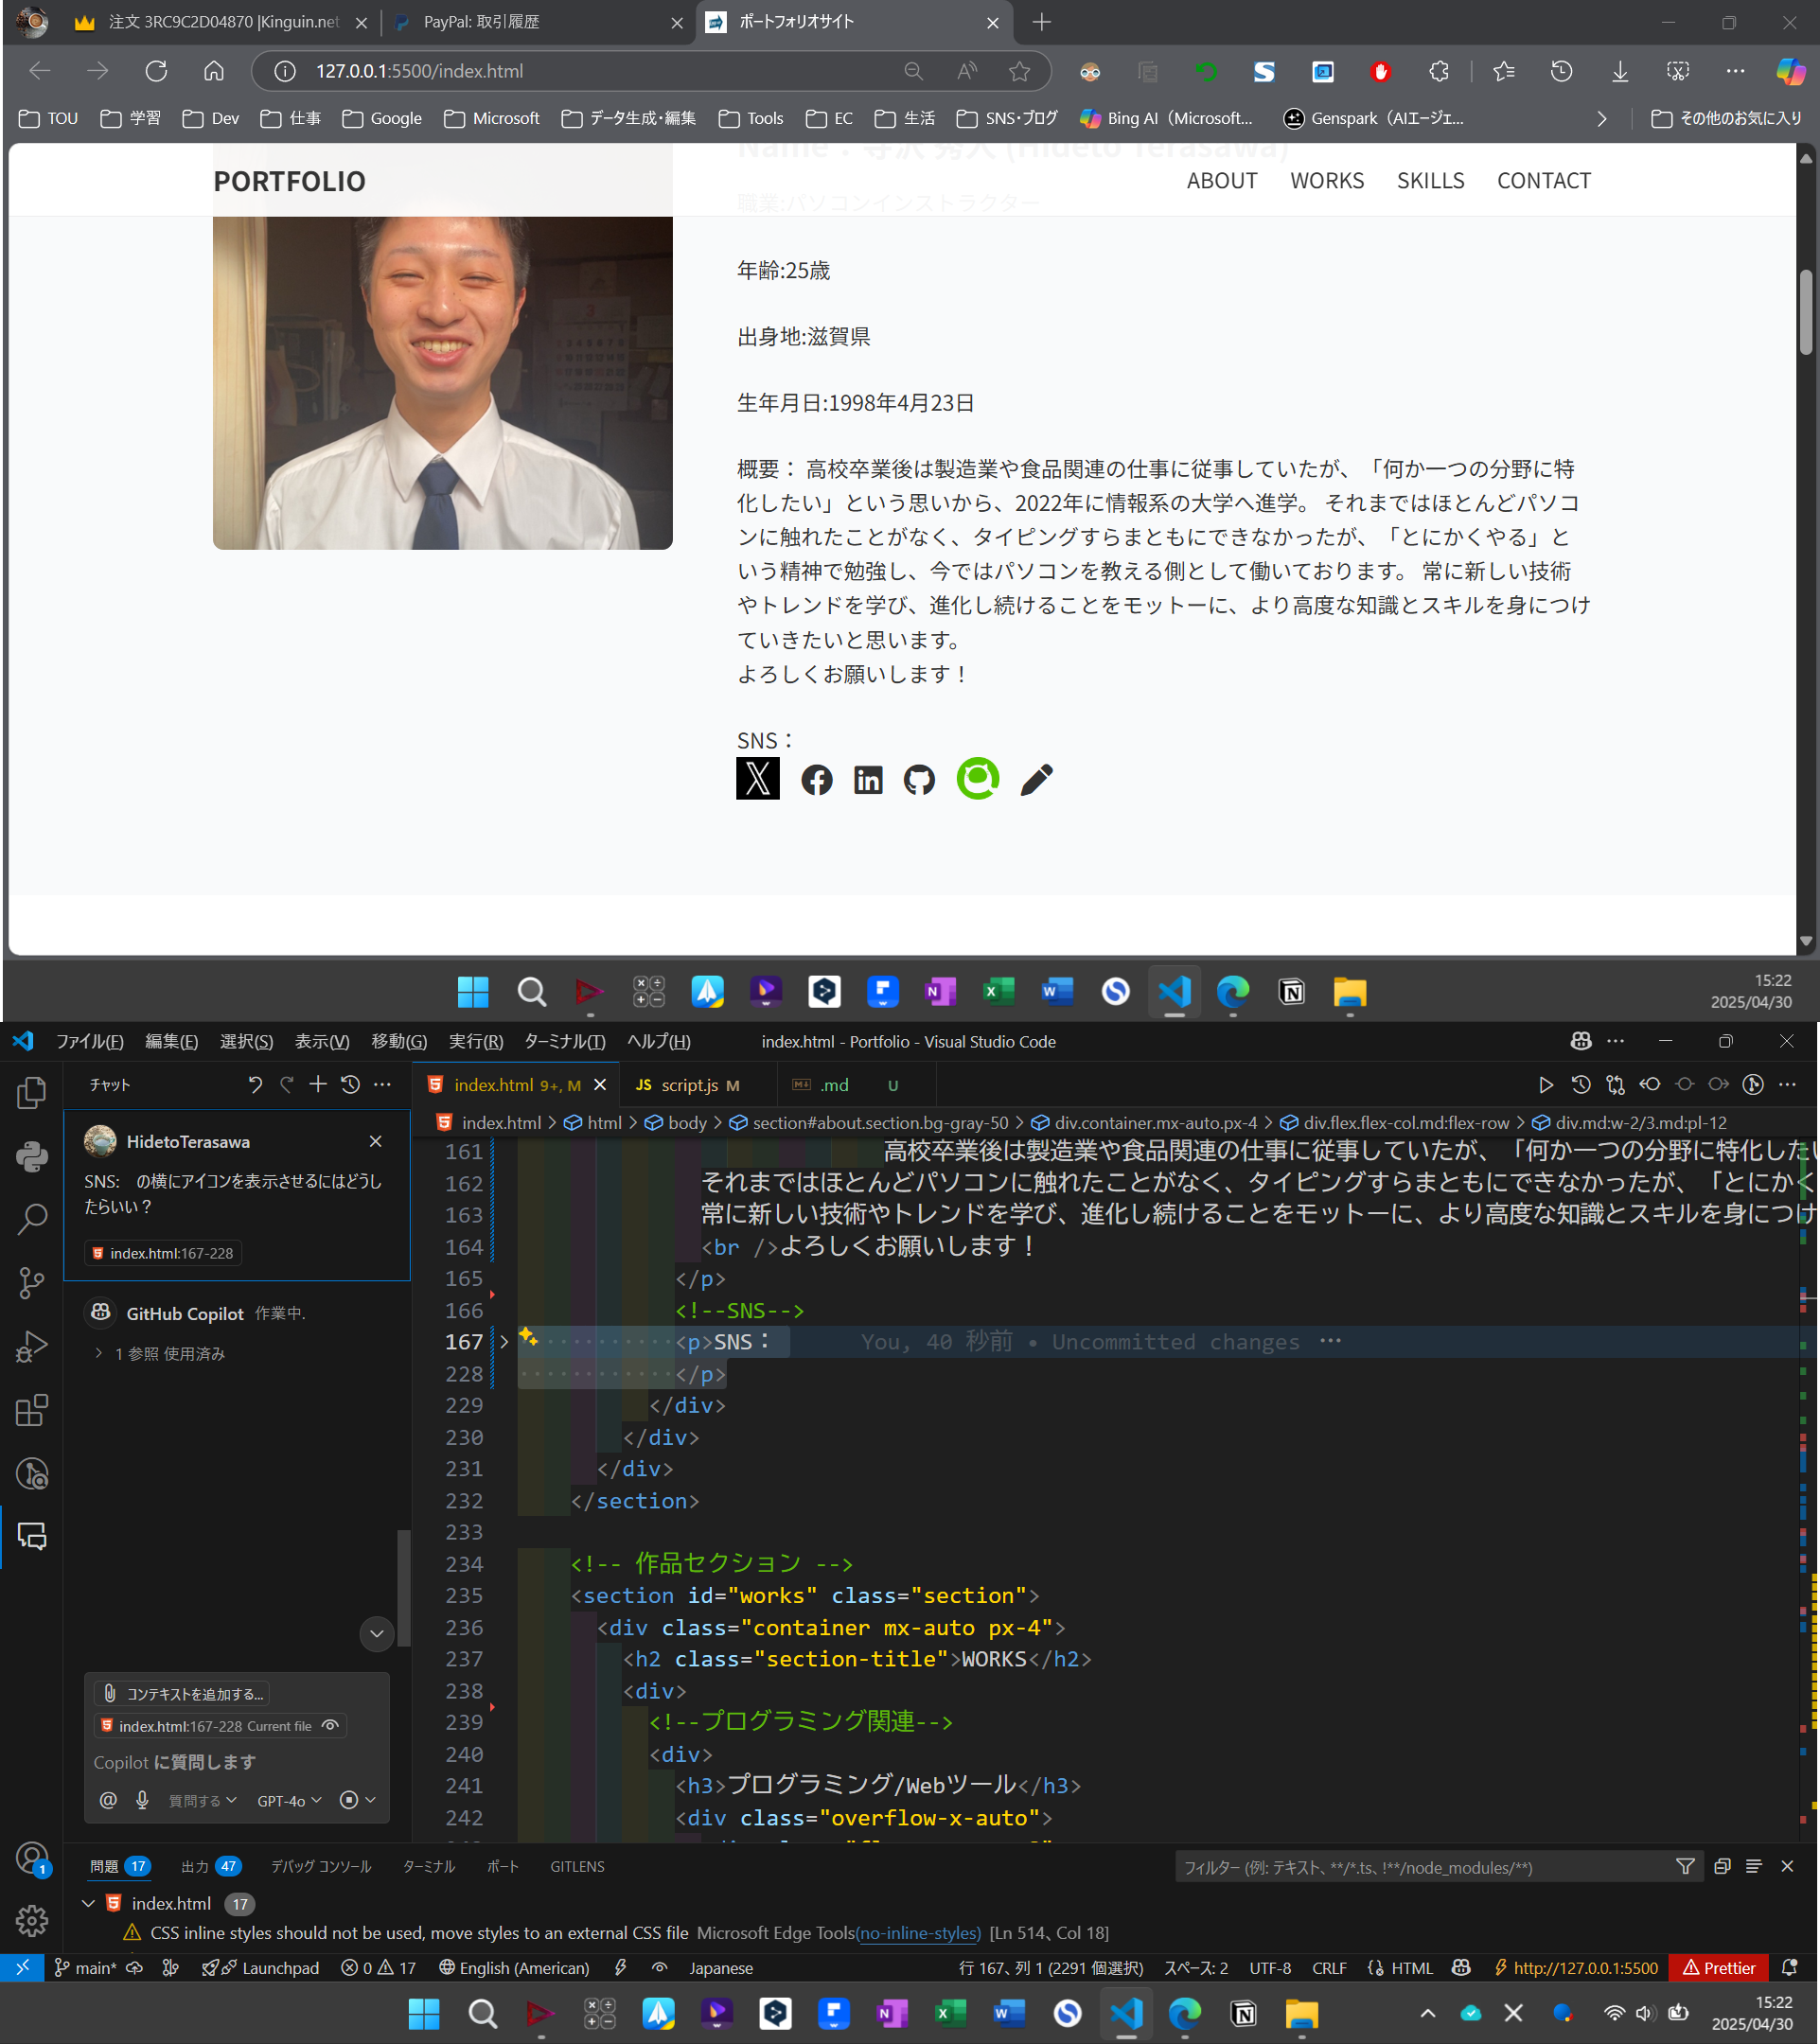 注文 3RC9C2D04870 |Kinguin.net
PayPal: 取引履歴
ポートフォリオサイト
127.0.0.1:5500/index.html
TOU
学習
Dev
仕事
Google
Microsoft
データ生成・編集
Tools
EC
生活
SNS・ブログ
Bing AI（Microsoft...
Genspark（AIエージェ...
その他のお気に入り
PORTFOLIO
ABOUT
WORKS
SKILLS
CONTACT
Name：寺沢 秀人 (Hideto Terasawa)
職業:パソコンインストラクター
年齢:25歳
出身地:滋賀県
生年月日:1998年4月23日
概要： 高校卒業後は製造業や食品関連の仕事に従事していたが、「何か一つの分野に特
化したい」という思いから、2022年に情報系の大学へ進学。 それまではほとんどパソコ
ンに触れたことがなく、タイピングすらまともにできなかったが、「とにかくやる」と
いう精神で勉強し、今ではパソコンを教える側として働いております。 常に新しい技術
やトレンドを学び、進化し続けることをモットーに、より高度な知識とスキルを身につけ
ていきたいと思います。
よろしくお願いします！
SNS：
15:22
2025/04/30
ファイル(F)
編集(E)
選択(S)
表示(V)
移動(G)
実行(R)
ターミナル(T)
ヘルプ(H)
index.html - Portfolio - Visual Studio Code
チャット
index.html 9+, M
JS script.js M
.md U
index.html > html > body > section#about.section.bg-gray-50 > div.container.mx-auto.px-4 > div.flex.flex-col.md:flex-row > div.md:w-2/3.md:pl-12
HidetoTerasawa
SNS:　の横にアイコンを表示させるにはどうし
たらいい？
index.html:167-228
GitHub Copilot 作業中.
1 参照 使用済み
コンテキストを追加する...
index.html:167-228 Current file
Copilot に質問します
質問する
GPT-4o
161 高校卒業後は製造業や食品関連の仕事に従事していたが、「何か一つの分野に特化したい
162 それまではほとんどパソコンに触れたことがなく、タイピングすらまともにできなかったが、「とにかく
163 常に新しい技術やトレンドを学び、進化し続けることをモットーに、より高度な知識とスキルを身につけ
164 <br />よろしくお願いします！
165 </p>
166 <!--SNS-->
167 <p>SNS： You, 40 秒前 • Uncommitted changes ···
228 </p>
229 </div>
230 </div>
231 </div>
232 </section>
233
234 <!-- 作品セクション -->
235 <section id="works" class="section">
236 <div class="container mx-auto px-4">
237 <h2 class="section-title">WORKS</h2>
238 <div>
239 <!--プログラミング関連-->
240 <div>
241 <h3>プログラミング/Webツール</h3>
242 <div class="overflow-x-auto">
問題 17
出力 47
デバッグ コンソール
ターミナル
ポート
GITLENS
フィルター (例: テキスト、**/*.ts、!**/node_modules/**)
index.html 17
CSS inline styles should not be used, move styles to an external CSS file Microsoft Edge Tools(no-inline-styles) [Ln 514、Col 18]
main*
Launchpad
0 17
English (American)
Japanese
行 167、列 1 (2291 個選択)
スペース: 2
UTF-8
CRLF
HTML
http://127.0.0.1:5500
Prettier
15:22
2025/04/30